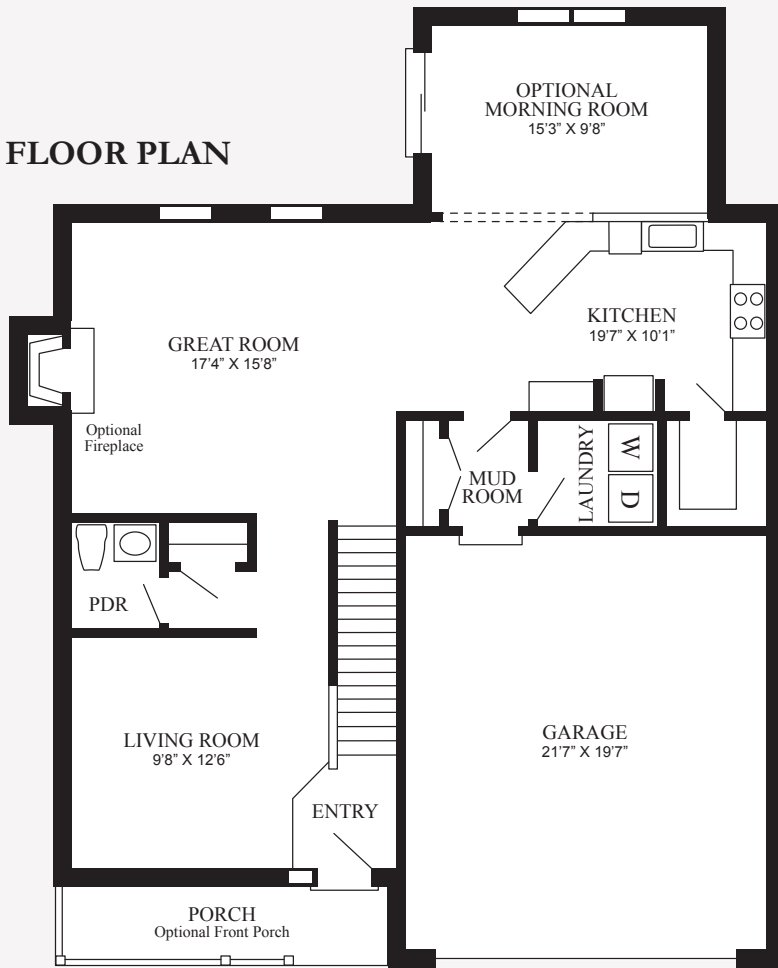 OPTIONAL
MORNING ROOM
15’3” X 9’8”
FLOOR PLAN
KITCHEN
19’7” X 10’1”
GREAT ROOM
17’4” X 15’8”
Optional
Fireplace
MUD
ROOM
LAUNDRY
W
D
PDR
LIVING ROOM
9’8” X 12’6”
GARAGE
21’7” X 19’7”
ENTRY
PORCH
Optional Front Porch